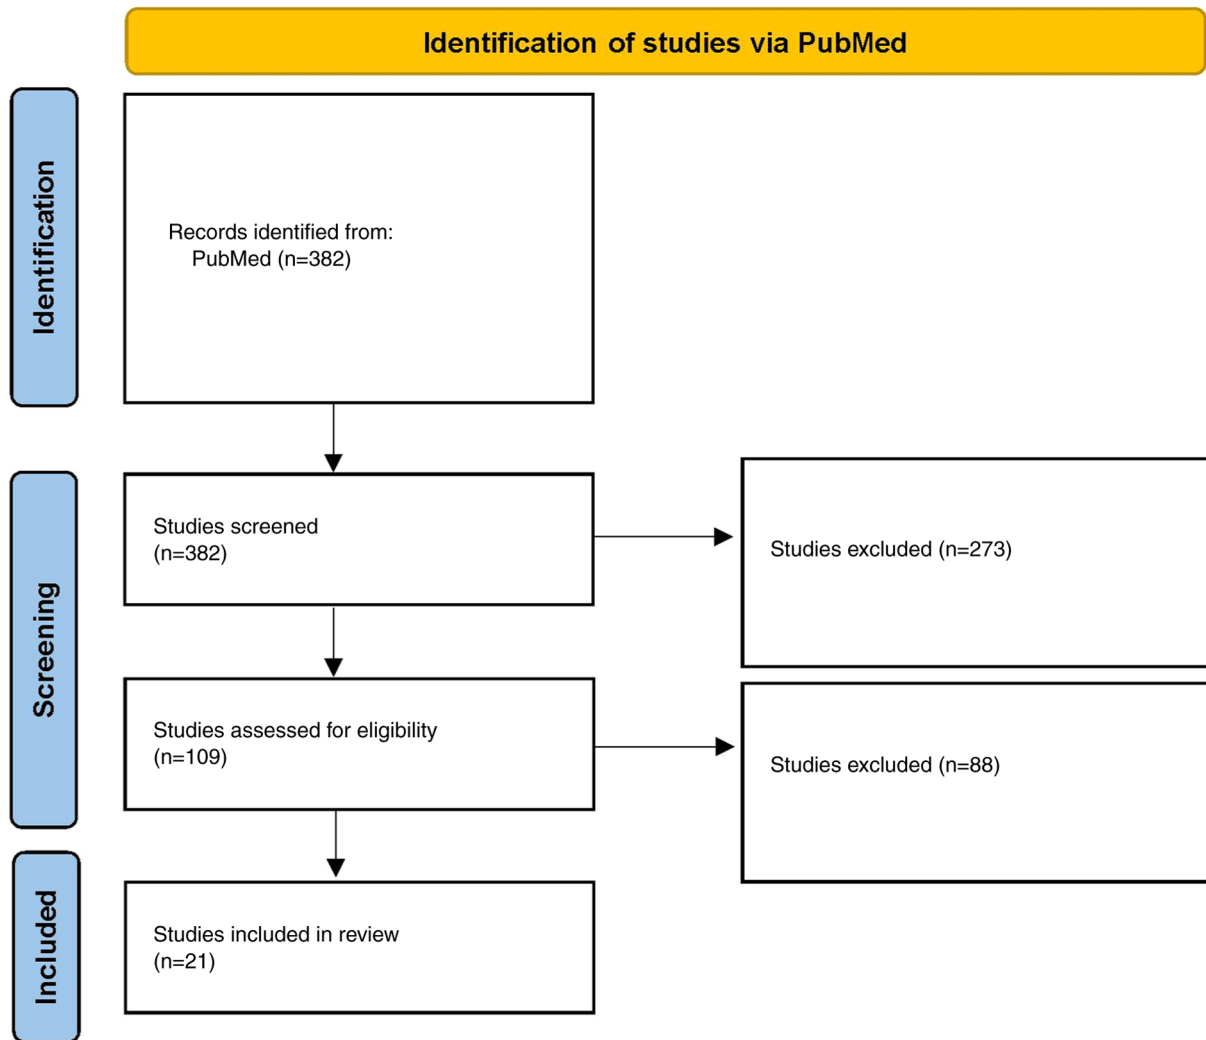 Identification of studies via PubMed
Identification
Records identified from:
PubMed (n=382)
Screening
Studies screened
(n=382)
Studies excluded (n=273)
Studies assessed for eligibility
(n=109)
Studies excluded (n=88)
Included
Studies included in review
(n=21)